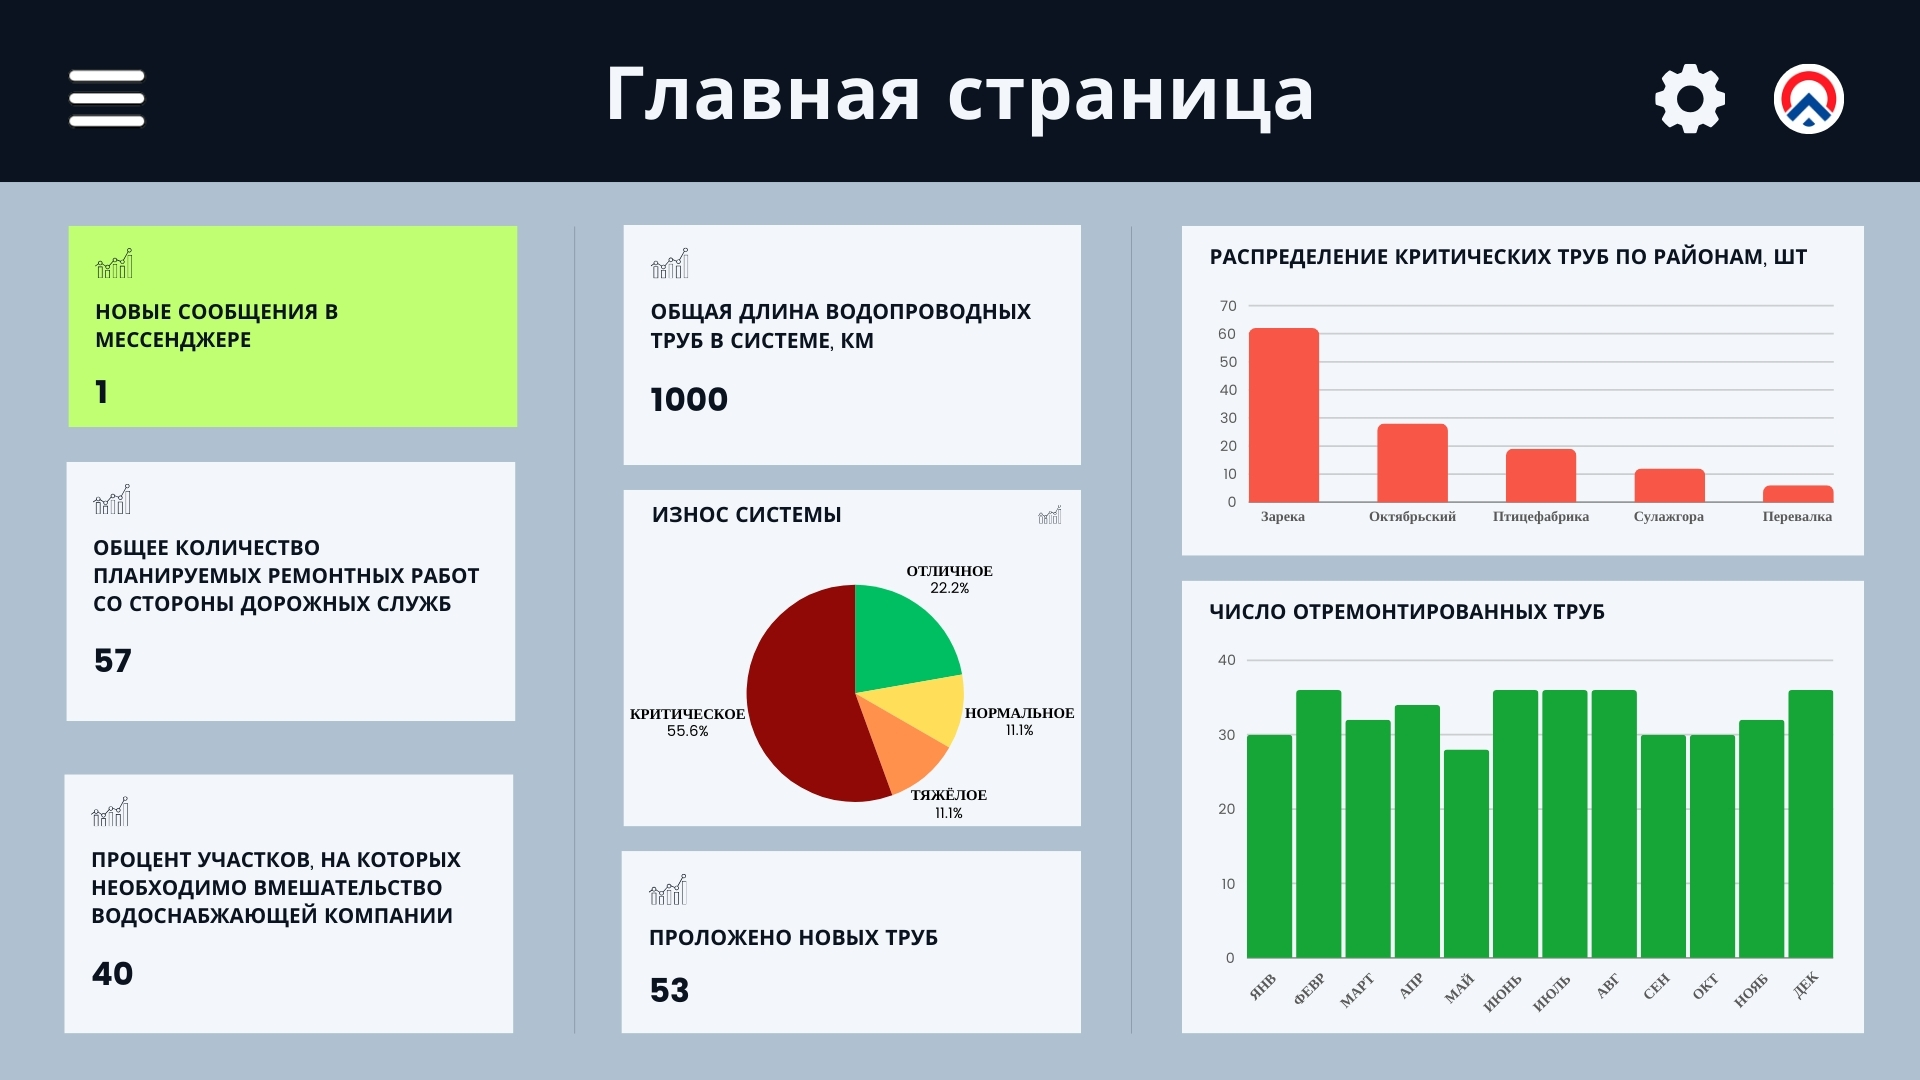 Главная страница
НОВЫЕ СООБЩЕНИЯ В
МЕССЕНДЖЕРЕ
1
ОБЩЕЕ КОЛИЧЕСТВО
ПЛАНИРУЕМЫХ РЕМОНТНЫХ РАБОТ
СО СТОРОНЫ ДОРОЖНЫХ СЛУЖБ
57
ПРОЦЕНТ УЧАСТКОВ, НА КОТОРЫХ
НЕОБХОДИМО ВМЕШАТЕЛЬСТВО
ВОДОСНАБЖАЮЩЕЙ КОМПАНИИ
40
ОБЩАЯ ДЛИНА ВОДОПРОВОДНЫХ
ТРУБ В СИСТЕМЕ, КМ
1000
ИЗНОС СИСТЕМЫ
ОТЛИЧНОЕ
22.2%
КРИТИЧЕСКОЕ
55.6%
НОРМАЛЬНОЕ
11.1%
ТЯЖЁЛОЕ
11.1%
ПРОЛОЖЕНО НОВЫХ ТРУБ
53
РАСПРЕДЕЛЕНИЕ КРИТИЧЕСКИХ ТРУБ ПО РАЙОНАМ, ШТ
70
60
50
40
30
20
10
0
Зарека Октябрьский Птицефабрика Сулажгора Перевалка
ЧИСЛО ОТРЕМОНТИРОВАННЫХ ТРУБ
40
30
20
10
0
ЯНВ ФЕВР МАРТ АПР МАЙ ИЮНЬ ИЮЛЬ АВГ СЕН ОКТ НОЯБ ДЕК